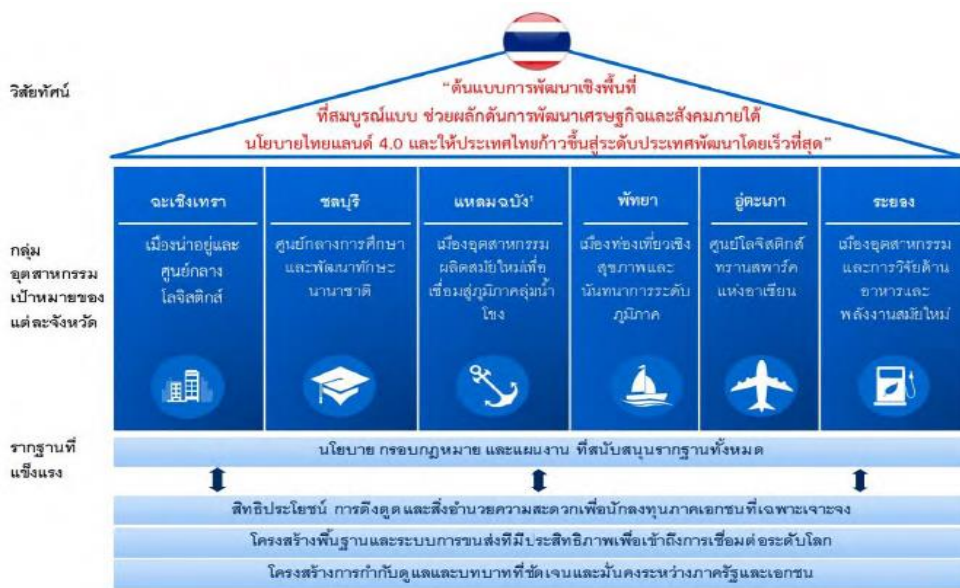 วิสัยทัศน์
“ต้นแบบการพัฒนาเชิงพื้นที่
ที่สมบูรณ์แบบ ช่วยผลักดันการพัฒนาเศรษฐกิจและสังคมภายใต้
นโยบายไทยแลนด์ 4.0 และให้ประเทศไทยก้าวขึ้นสู่ระดับประเทศพัฒนาโดยเร็วที่สุด”
กลุ่ม
อุตสาหกรรม
เป้าหมายของ
แต่ละจังหวัด
ฉะเชิงเทรา
เมืองน่าอยู่และ
ศูนย์กลาง
โลจิสติกส์
ชลบุรี
ศูนย์กลางการศึกษา
และพัฒนาทักษะ
นานาชาติ
แหลมฉบัง¹
เมืองอุตสาหกรรม
ผลิตสมัยใหม่เพื่อ
เชื่อมสู่ภูมิภาคลุ่มน้ำ
โขง
พัทยา
เมืองท่องเที่ยวเชิง
สุขภาพและ
นันทนาการระดับ
ภูมิภาค
อู่ตะเภา
ศูนย์โลจิสติกส์
ทรานสพาร์ค
แห่งอาเซียน
ระยอง
เมืองอุตสาหกรรม
และการวิจัยด้าน
อาหารและ
พลังงานสมัยใหม่
รากฐานที่
แข็งแรง
นโยบาย กรอบกฎหมาย และแผนงาน ที่สนับสนุนรากฐานทั้งหมด
สิทธิประโยชน์ การดึงดูดและสิ่งอำนวยความสะดวกเพื่อนักลงทุนภาคเอกชนที่เฉพาะเจาะจง
โครงสร้างพื้นฐานและระบบการขนส่งที่มีประสิทธิภาพเพื่อเข้าถึงการเชื่อมต่อระดับโลก
โครงสร้างการกำกับดูแลและบทบาทที่ชัดเจนและมั่นคงระหว่างภาครัฐและเอกชน